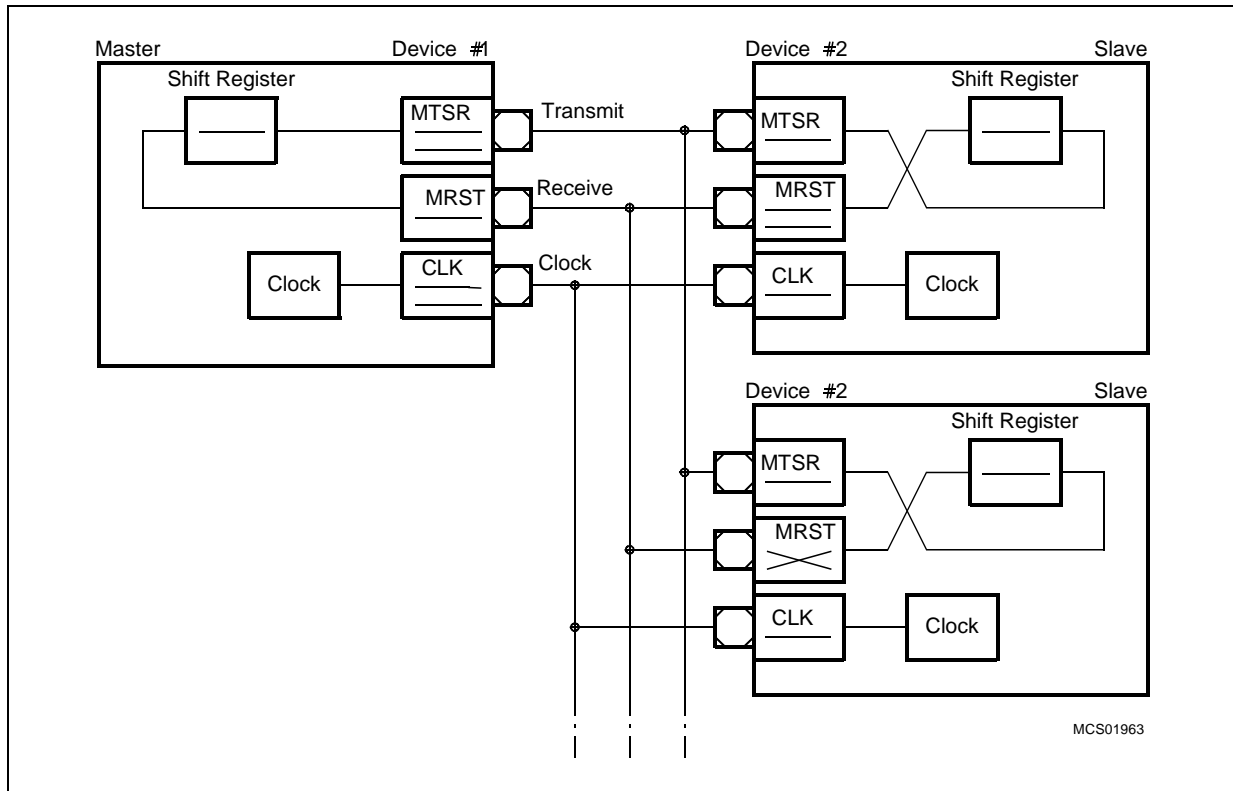 Master Device #1
Shift Register
MTSR
Transmit
MRST
Receive
CLK
Clock
Clock
Device #2 Slave
Shift Register
MTSR
MRST
CLK
Clock
Device #2 Slave
Shift Register
MTSR
MRST
CLK
Clock
MCS01963